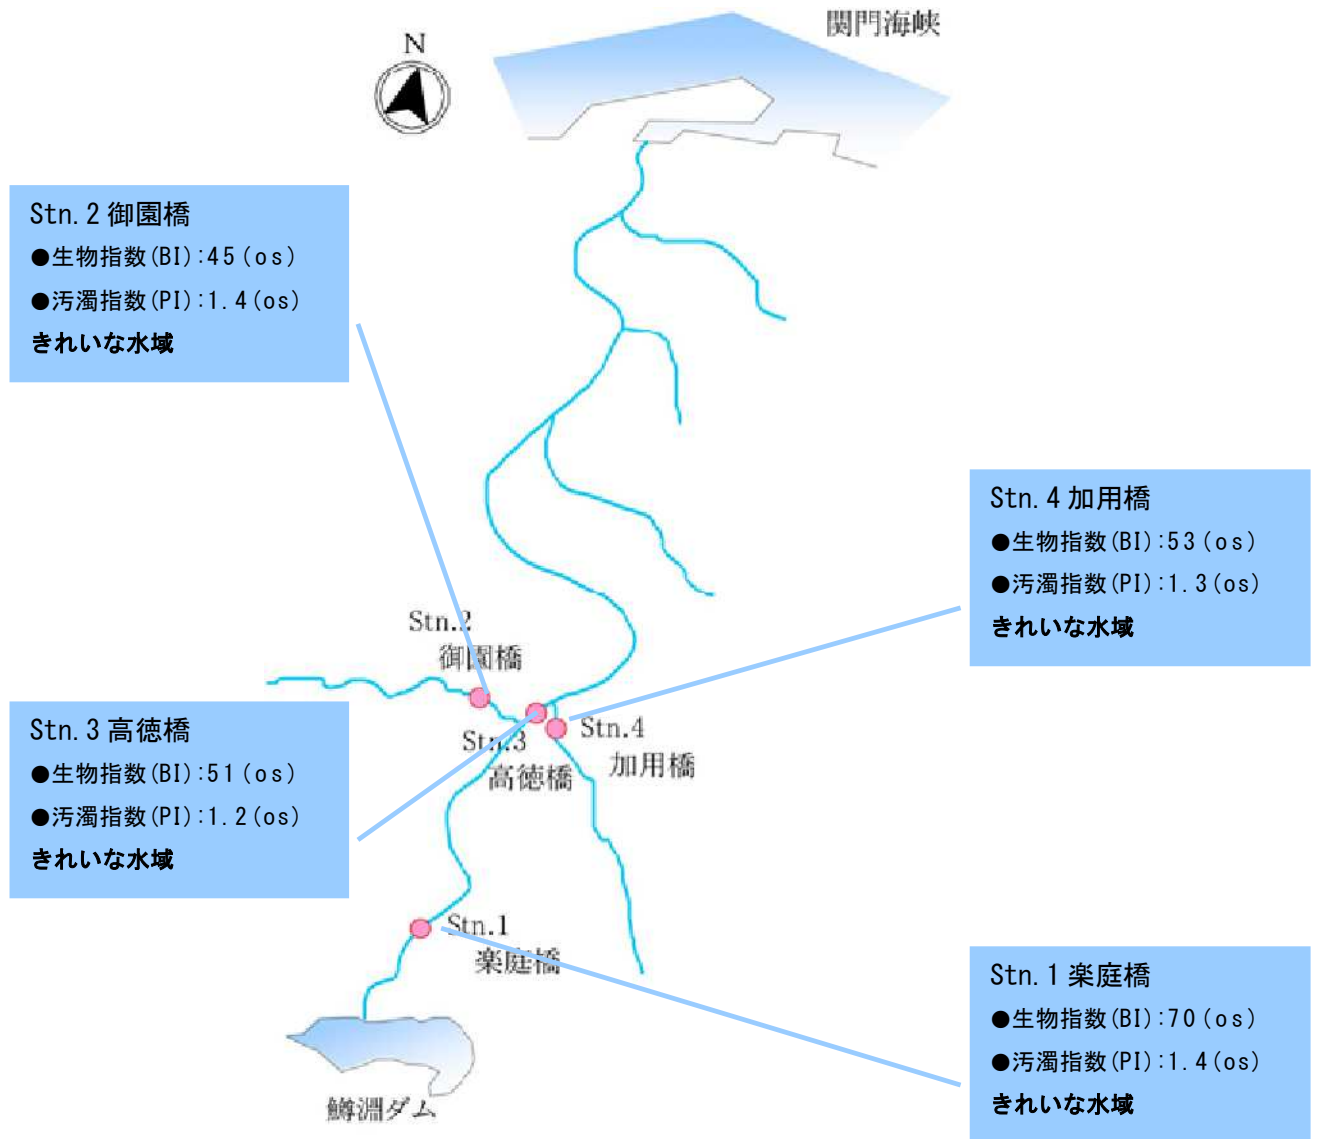 関門海峡
N
Stn.2 御園橋
●生物指数(BI):45(os)
●汚濁指数(PI):1.4(os)
きれいな水域
Stn.4 加用橋
●生物指数(BI):53(os)
●汚濁指数(PI):1.3(os)
きれいな水域
Stn.2
御園橋
Stn.3 高徳橋
●生物指数(BI):51(os)
●汚濁指数(PI):1.2(os)
きれいな水域
Stn.3
高徳橋
Stn.4
加用橋
Stn.1
楽庭橋
Stn.1 楽庭橋
●生物指数(BI):70(os)
●汚濁指数(PI):1.4(os)
きれいな水域
鱒淵ダム